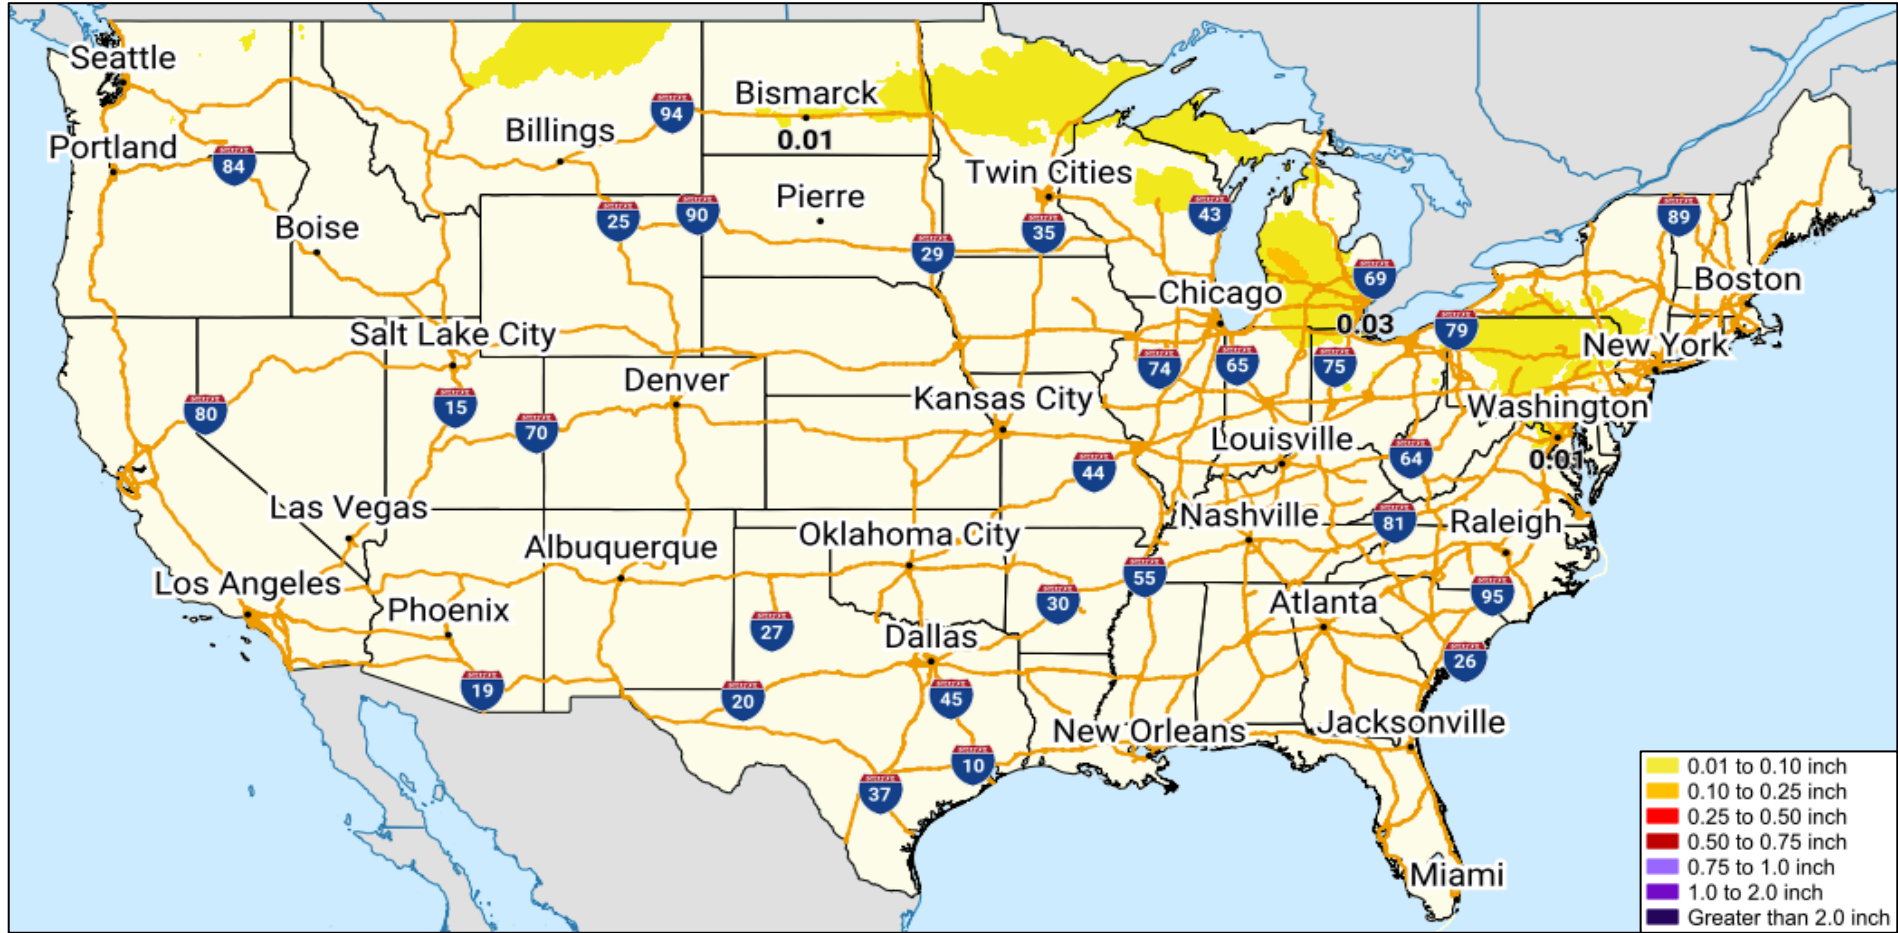 Seattle
Bismarck
94
0.01
Billings
Portland
84
Twin Cities
Pierre
25
90
43
35
89
Boise
29
69
Boston
Chicago
0.03
79
Salt Lake City
New York
74
65
75
Denver
Kansas City
Washington
80
15
70
Louisville
64
0.01
44
Las Vegas
Nashville
81
Raleigh
Oklahoma City
Albuquerque
55
Los Angeles
Phoenix
30
Atlanta
95
27
Dallas
26
19
20
45
New Orleans
Jacksonville
10
37
0.01 to 0.10 inch
0.10 to 0.25 inch
0.25 to 0.50 inch
0.50 to 0.75 inch
0.75 to 1.0 inch
1.0 to 2.0 inch
Greater than 2.0 inch
Miami